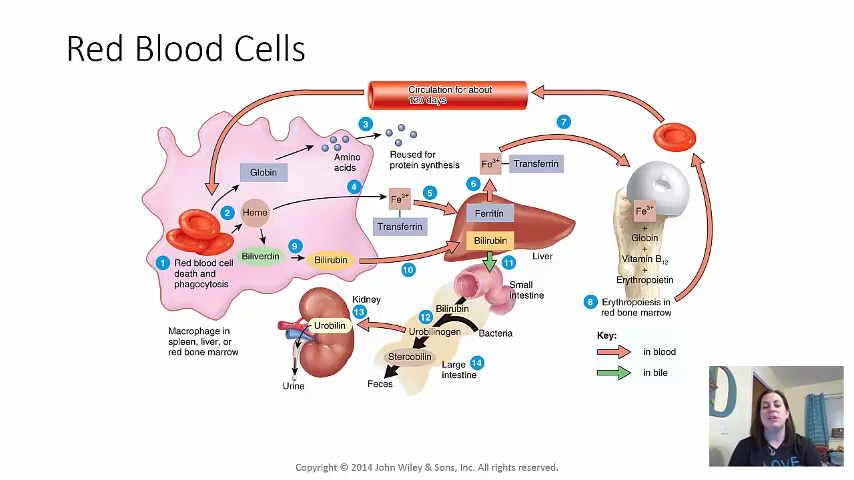 Red Blood Cells
Circulation for about
120 days
3
7
Amino
acids
Reused for
protein synthesis
Fe3+
Transferrin
Globin
4
5
6
2
Heme
Fe3+
Ferritin
Fe3+
Transferrin
+
Globin
+
Vitamin B12
+
Erythropoietin
9
Biliverdin
Bilirubin
Bilirubin
1
Red blood cell
death and
phagocytosis
10
11
Liver
Small
intestine
8
Erythropoiesis in
red bone marrow
Kidney
13
Bilirubin
12
Urobilin
Urobilinogen
Bacteria
Macrophage in
spleen, liver, or
red bone marrow
Stercobilin
14
Large
intestine
Urine
Feces
Key:
in blood
in bile
LOVE
Copyright © 2014 John Wiley & Sons, Inc. All rights reserved.